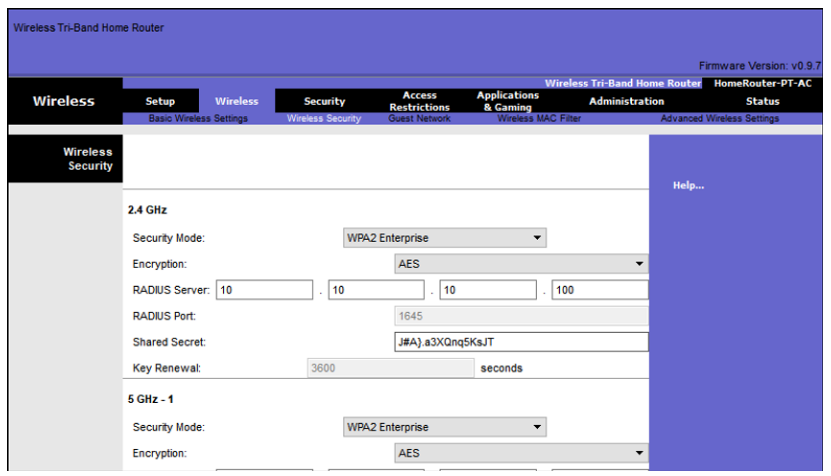 Wireless Tri-Band Home Router
Firmware Version: v0.9.7
Wireless Tri-Band Home Router HomeRouter-PT-AC
Wireless Setup Wireless Security Access Restrictions Applications & Gaming Administration Status
Basic Wireless Settings Wireless Security Guest Network Wireless MAC Filter Advanced Wireless Settings
Wireless Security
Help...
2.4 GHz
Security Mode: WPA2 Enterprise
Encryption: AES
RADIUS Server: 10 . 10 . 10 . 100
RADIUS Port: 1645
Shared Secret: J#A}.a3XQnq5KsJT
Key Renewal: 3600 seconds
5 GHz - 1
Security Mode: WPA2 Enterprise
Encryption: AES